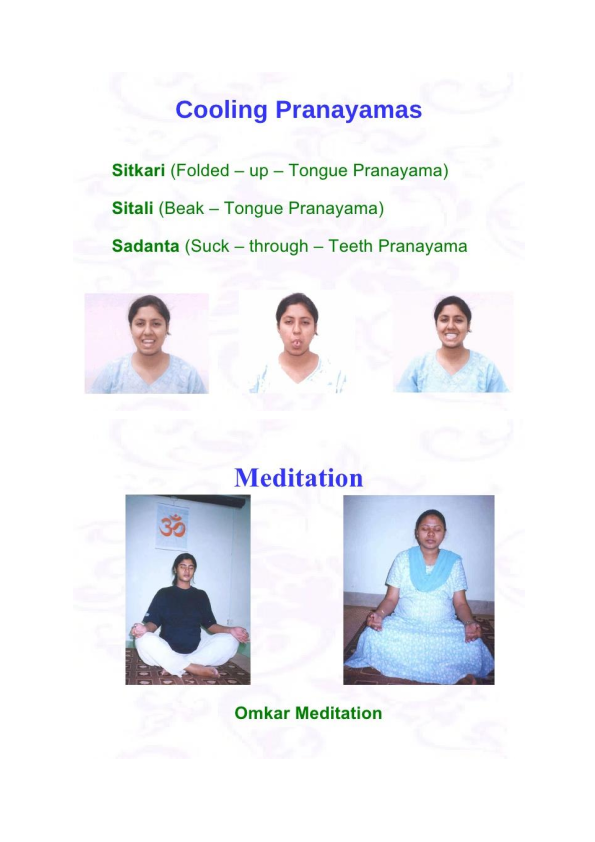 Cooling Pranayamas
Sitkari (Folded – up – Tongue Pranayama)
Sitali (Beak – Tongue Pranayama)
Sadanta (Suck – through – Teeth Pranayama
Meditation
ॐ
Omkar Meditation